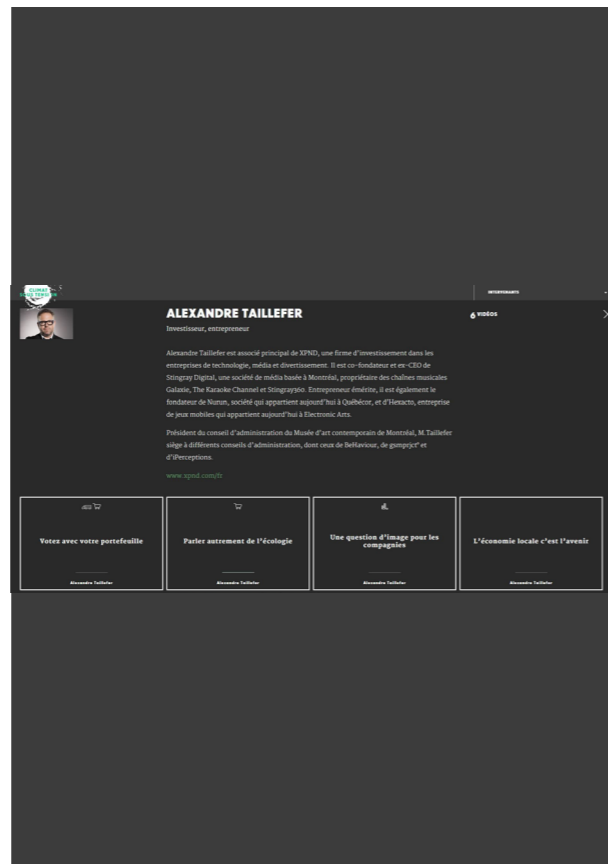 CLIMAT
SOUS TENSION
INTERVENANTS
ALEXANDRE TAILLEFER
6 VIDÉOS
Investisseur, entrepreneur
Alexandre Taillefer est associé principal de XPND, une firme d'investissement dans les
entreprises de technologie, média et divertissement. Il est co-fondateur et ex-CEO de
Stingray Digital, une société de média basée à Montréal, propriétaire des chaînes musicales
Galaxie, The Karaoke Channel et Stingray360. Entrepreneur émérite, il est également le
fondateur de Nurun, société qui appartient aujourd'hui à Québécor, et d'Hexacto, entreprise
de jeux mobiles qui appartient aujourd'hui à Electronic Arts.
Président du conseil d'administration du Musée d'art contemporain de Montréal, M.Taillefer
siège à différents conseils d'administration, dont ceux de BeHaviour, de gsmprjct° et
d'iPerceptions.
www.xpnd.com/fr
Votez avec votre portefeuille
Alexandre Taillefer
Parler autrement de l'écologie
Alexandre Taillefer
Une question d'image pour les
compagnies
Alexandre Taillefer
L'économie locale c'est l'avenir
Alexandre Taillefer